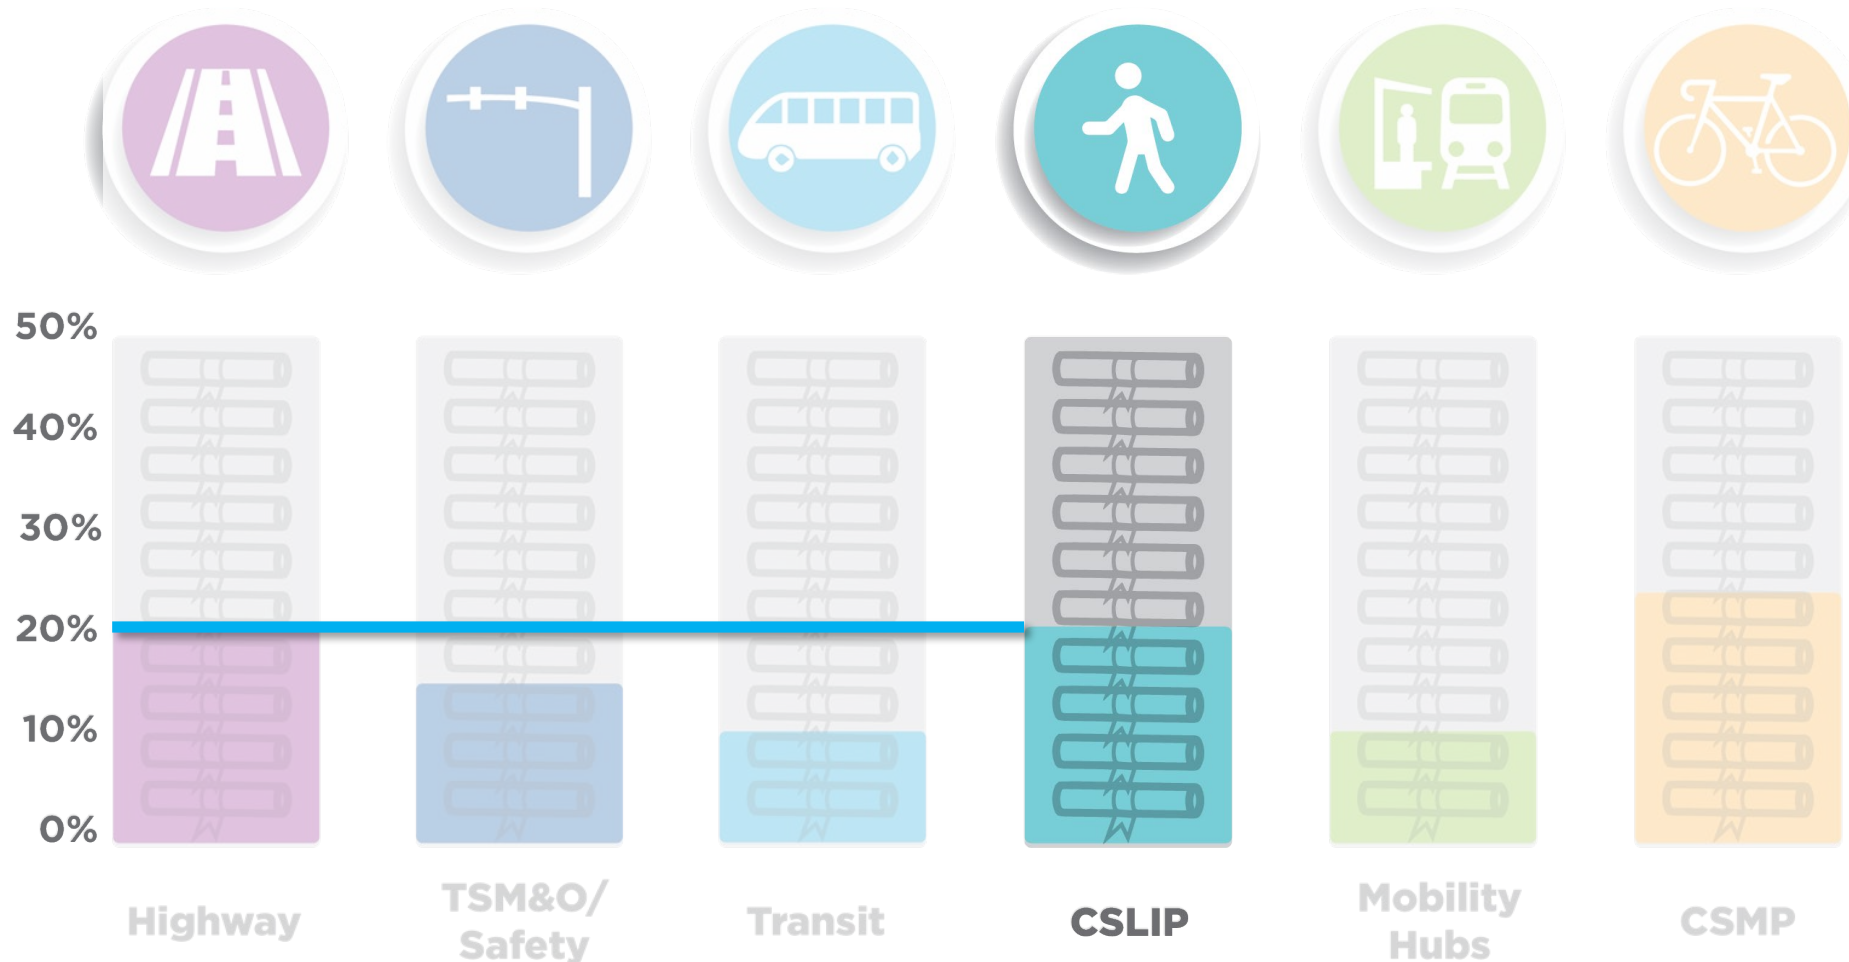 50%
40%
30%
20%
10%
0%
Highway
TSM&O/
Safety
Transit
CSLIP
Mobility
Hubs
CSMP